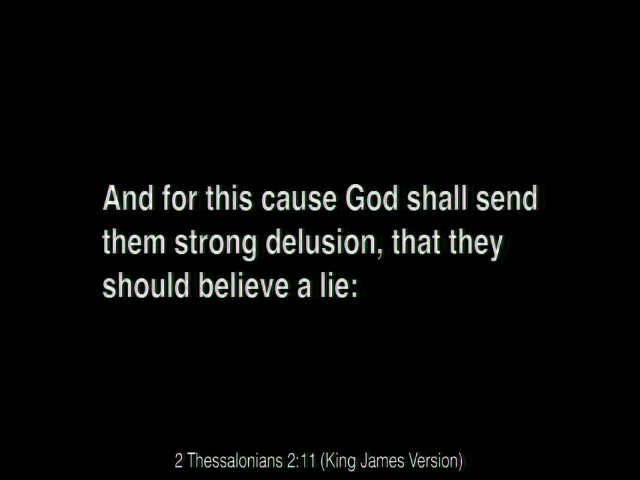 And for this cause God shall send
them strong delusion, that they
should believe a lie:
2 Thessalonians 2:11 (King James Version)